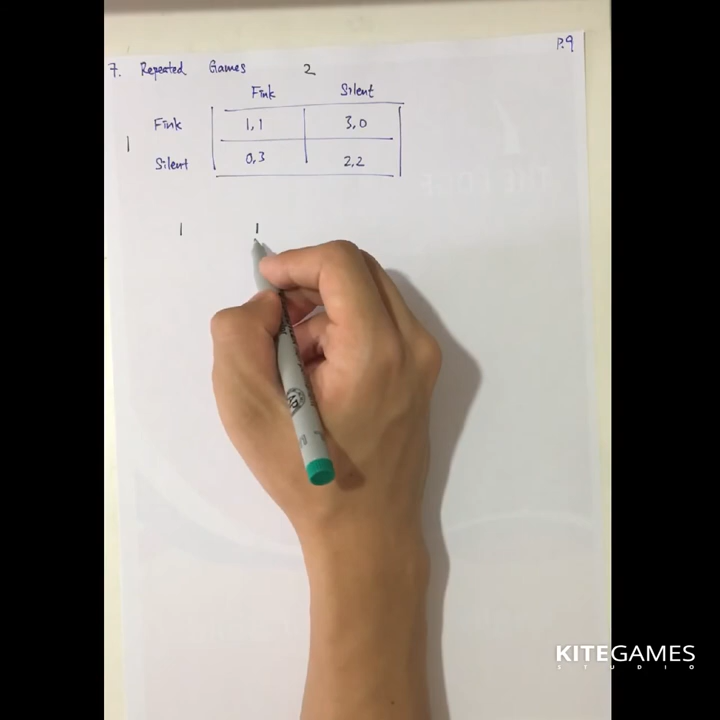 P.9
7. Repeated Games 2
Fink Silent
Fink 1,1 3,0
1
Silent 0,3 2,2
1 1
KITEGAMES
STUDIO